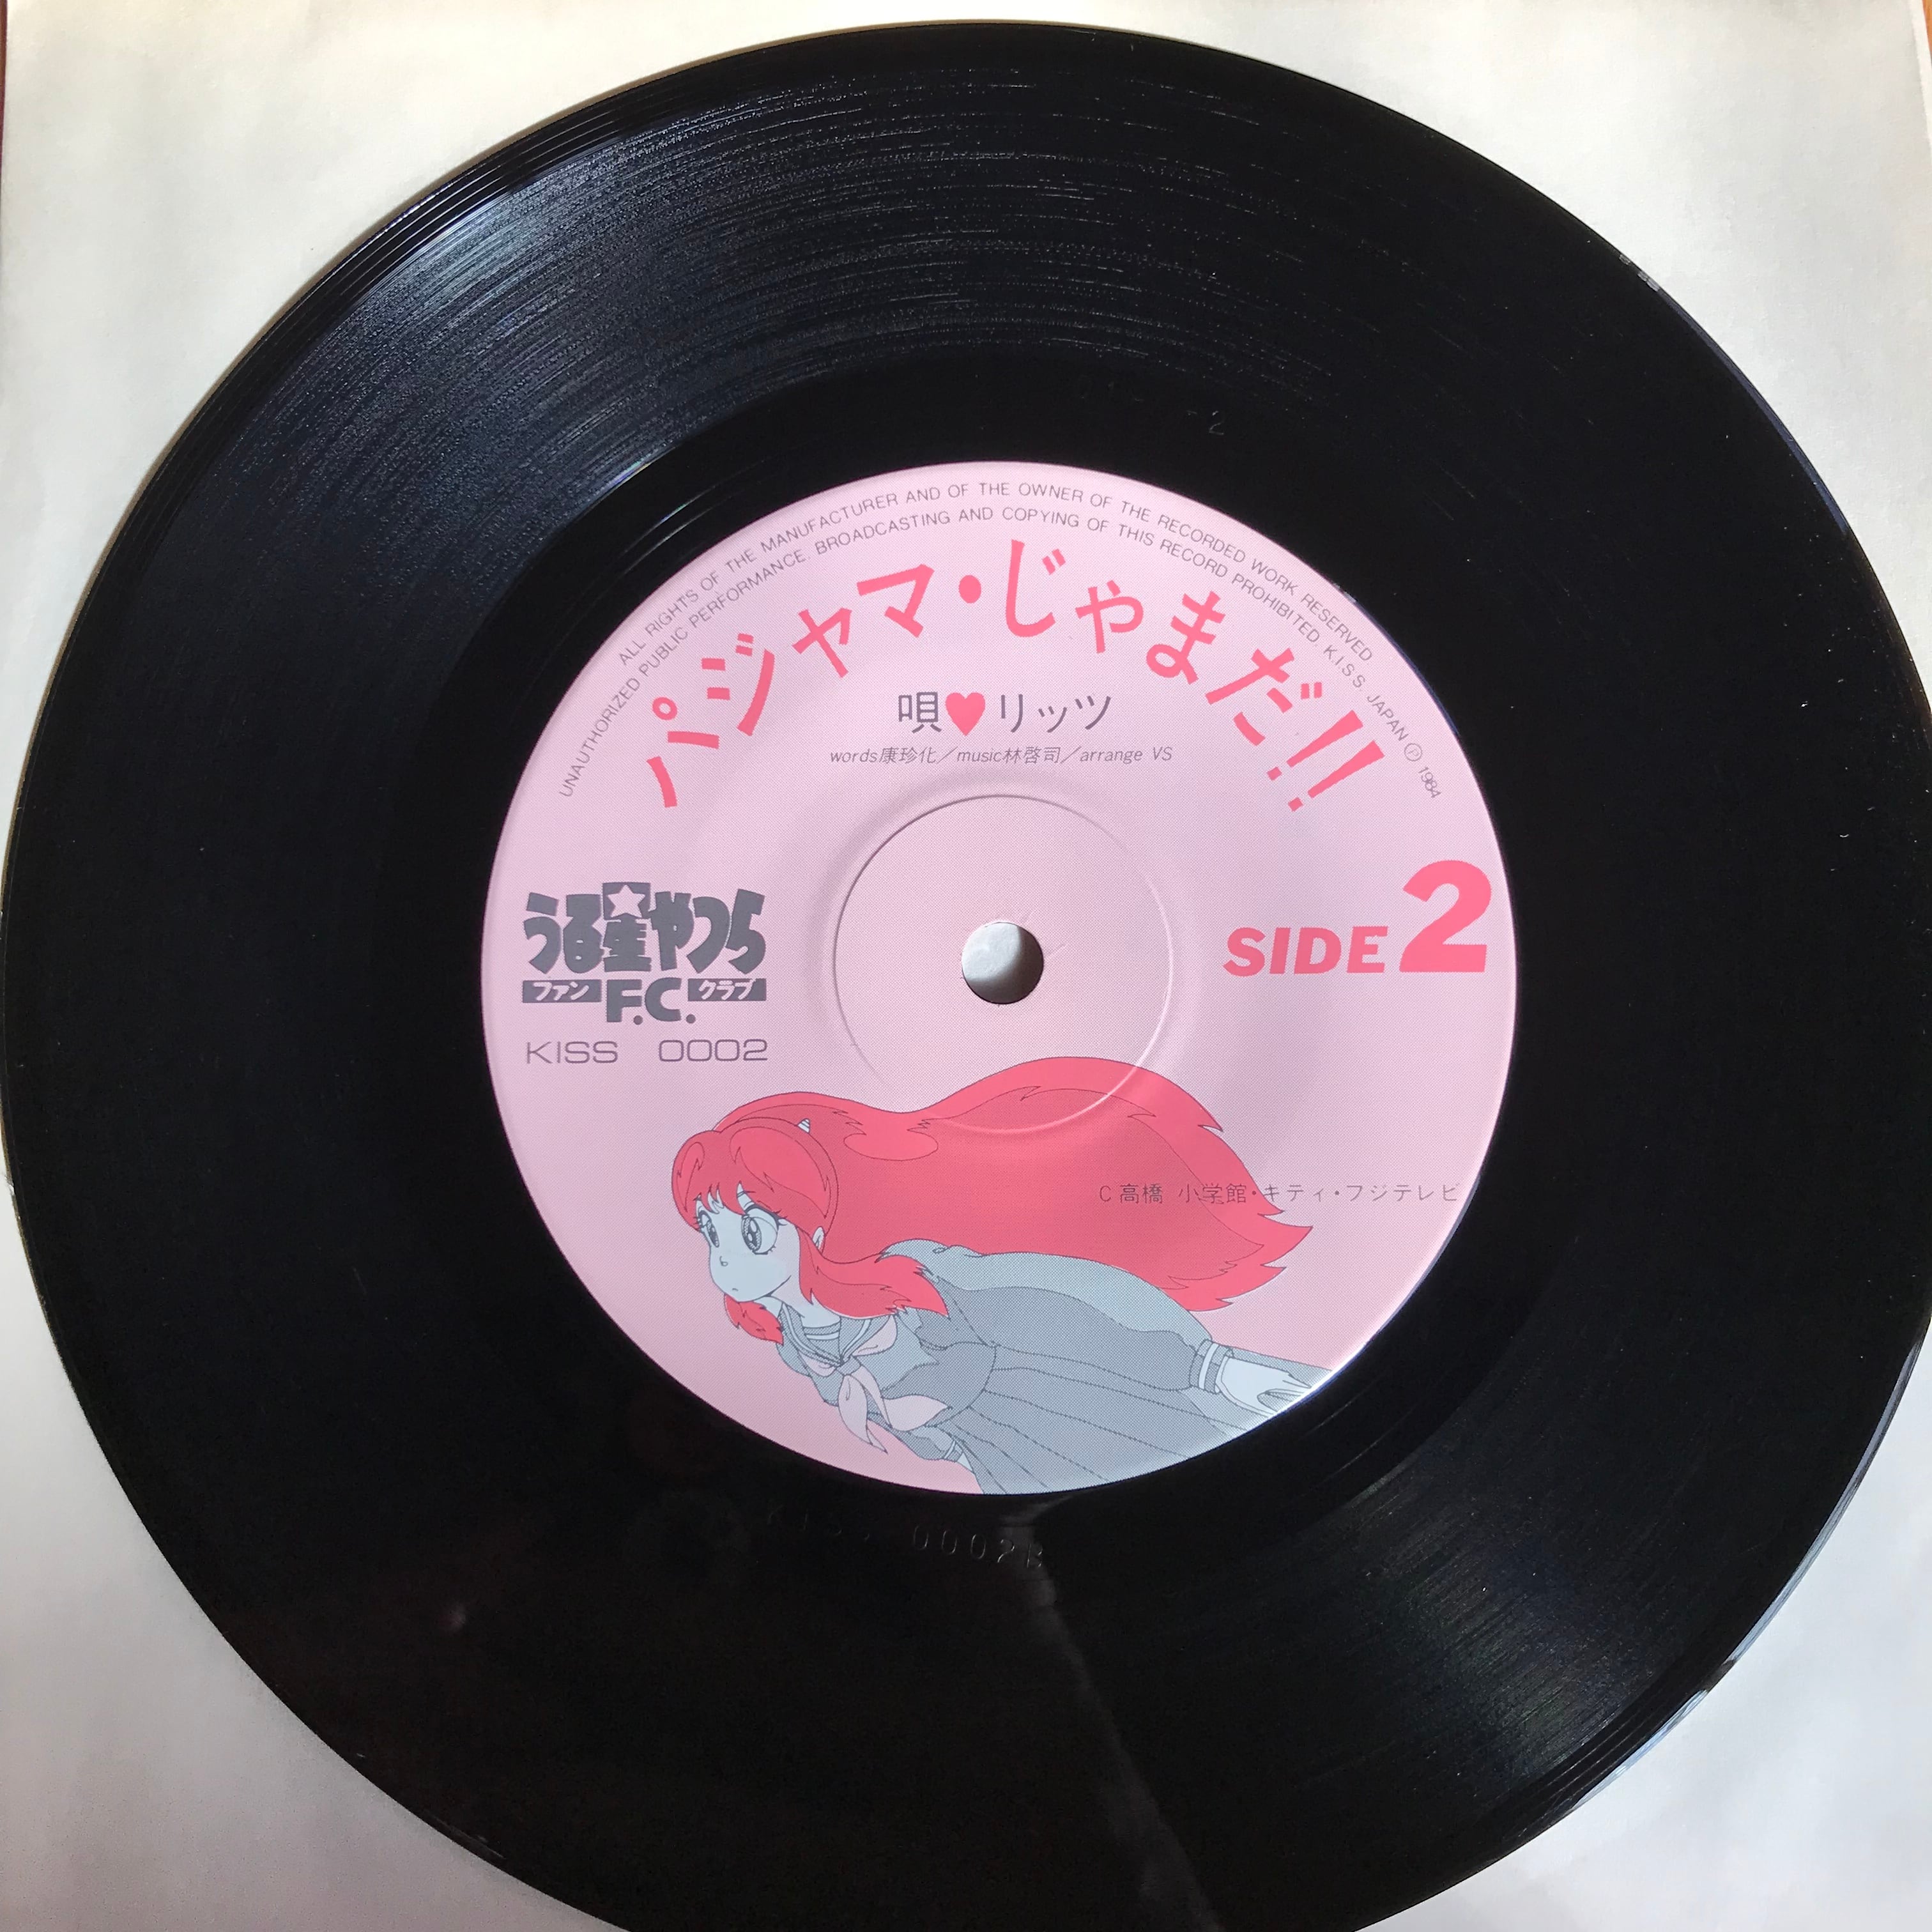 ALL RIGHTS OF THE MANUFACTURER AND OF THE OWNER OF THE RECORDED WORK RESERVED
UNAUTHORIZED PUBLIC PERFORMANCE. BROADCASTING AND COPYING OF THIS RECORD PROHIBITED. K.I.S.S. JAPAN Ⓟ 1984
パジャマ・じゃまだ!!
唄♥リッツ
words康珍化／music林啓司／arrange VS
うる星やつら
ファン F.C. クラブ
KISS 0002
SIDE 2
C 高橋 小学館・キティ・フジテレビ
0002B